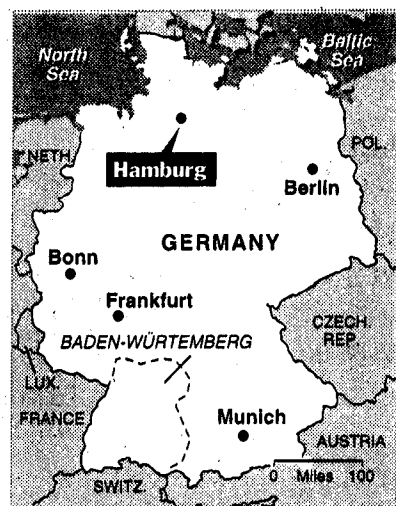 North
Sea
Baltic
Sea
NETH.
POL.
Hamburg
Berlin
GERMANY
Bonn
Frankfurt
BADEN-WÜRTEMBERG
CZECH.
REP.
LUX.
FRANCE
Munich
AUSTRIA
0 Miles 100
SWITZ.